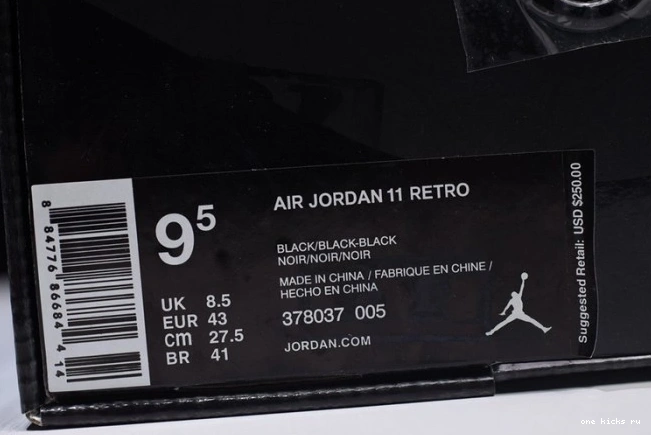 8 84776 86684 4 14
9⁵
UK 8.5
EUR 43
cm 27.5
BR 41
AIR JORDAN 11 RETRO
BLACK/BLACK-BLACK
NOIR/NOIR/NOIR
MADE IN CHINA / FABRIQUE EN CHINE /
HECHO EN CHINA
378037 005
JORDAN.COM
Suggested Retail: USD $250.00
one kicks ru